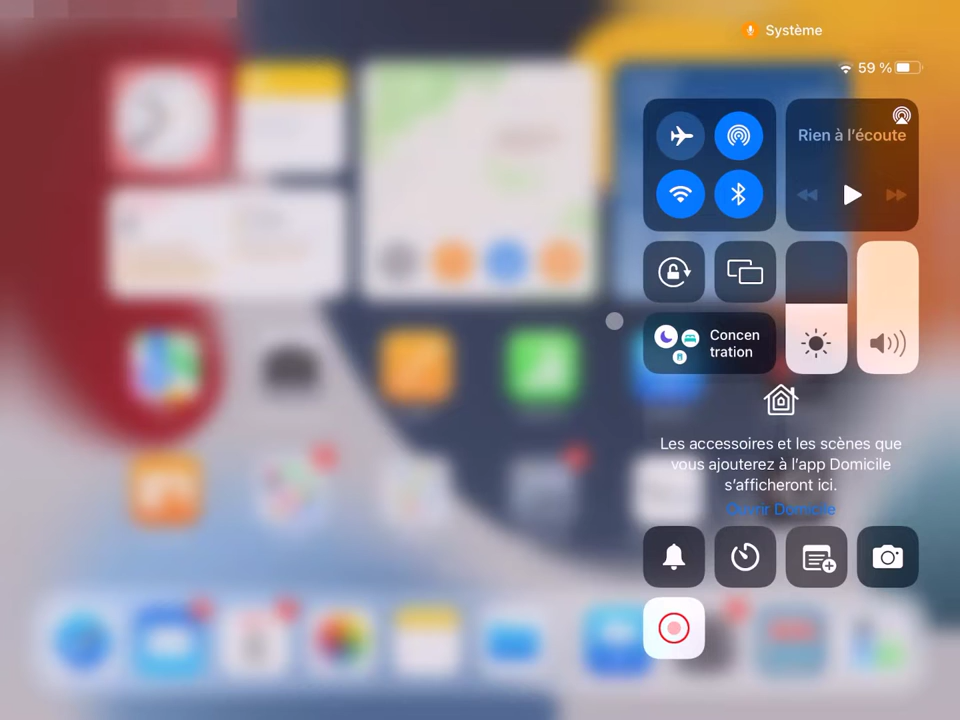 Système
59 %
Rien à l’écoute
Concen
tration
Les accessoires et les scènes que
vous ajouterez à l’app Domicile
s’afficheront ici.
Ouvrir Domicile